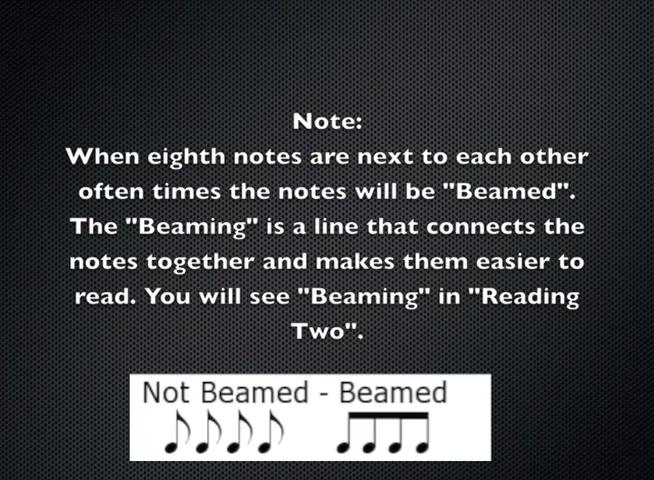 Note:
When eighth notes are next to each other
often times the notes will be "Beamed".
The "Beaming" is a line that connects the
notes together and makes them easier to
read. You will see "Beaming" in "Reading
Two".
Not Beamed - Beamed